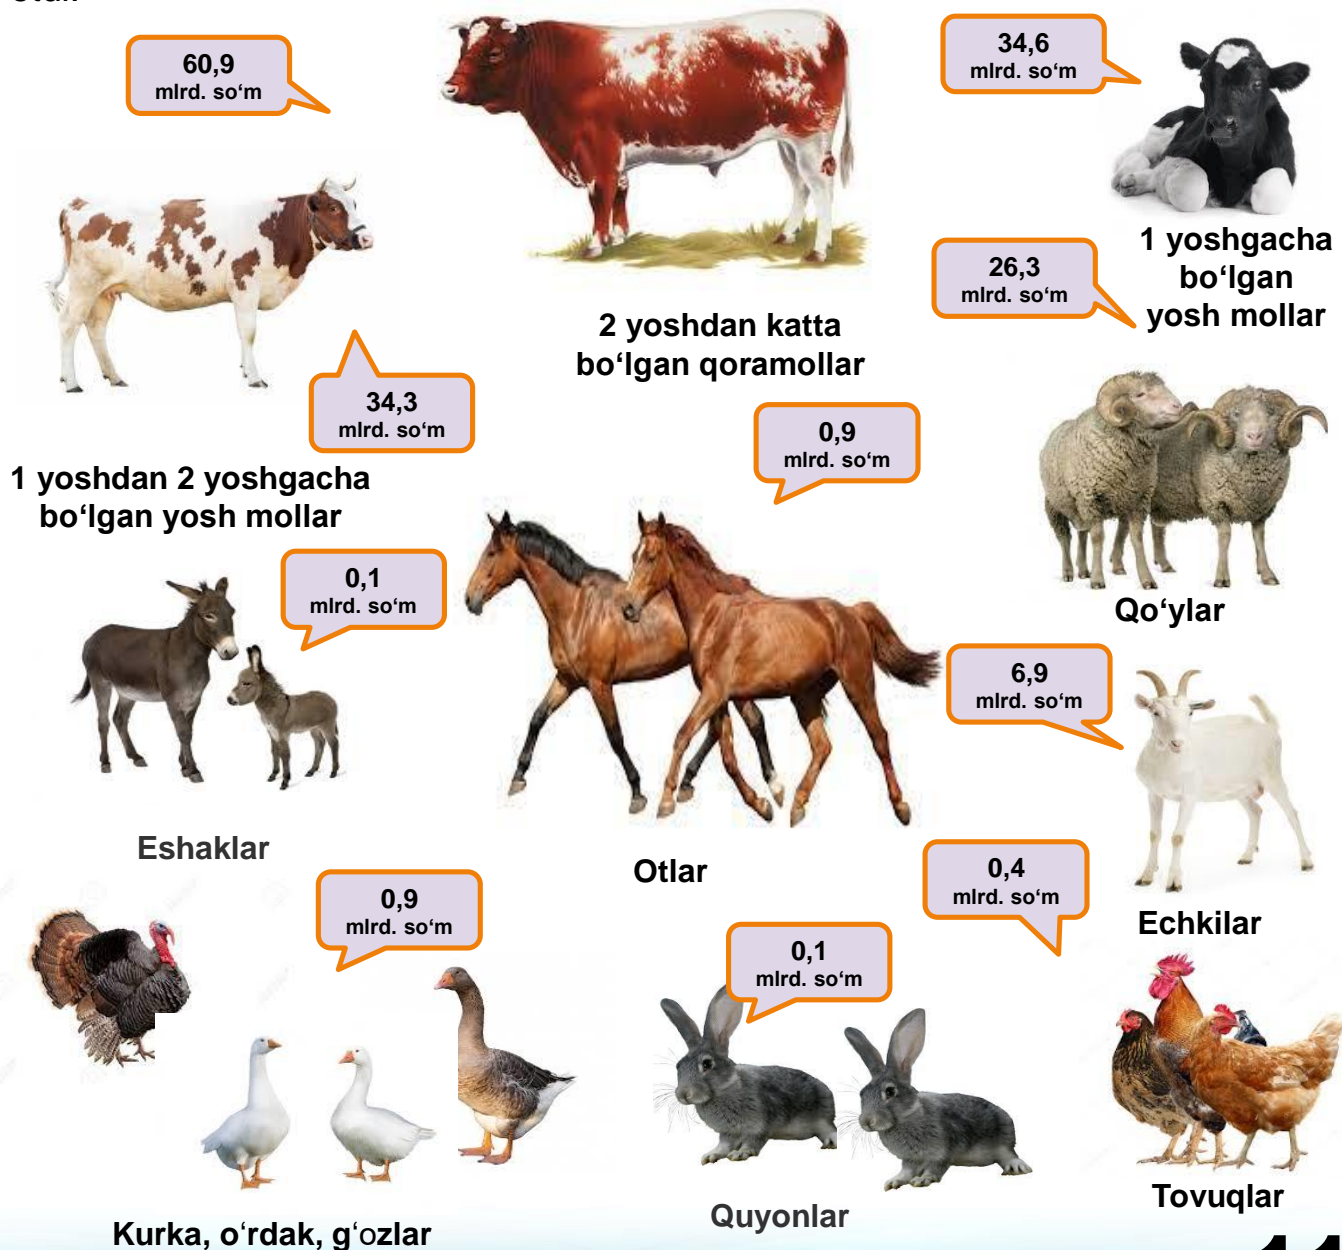 60,9
mlrd. so‘m
34,6
mlrd. so‘m
1 yoshgacha
bo‘lgan
yosh mollar
26,3
mlrd. so‘m
2 yoshdan katta
bo‘lgan qoramollar
34,3
mlrd. so‘m
0,9
mlrd. so‘m
1 yoshdan 2 yoshgacha
bo‘lgan yosh mollar
0,1
mlrd. so‘m
Qo‘ylar
6,9
mlrd. so‘m
Eshaklar
Otlar
0,4
mlrd. so‘m
0,9
mlrd. so‘m
Echkilar
0,1
mlrd. so‘m
Tovuqlar
Quyonlar
Kurka, o‘rdak, g‘ozlar